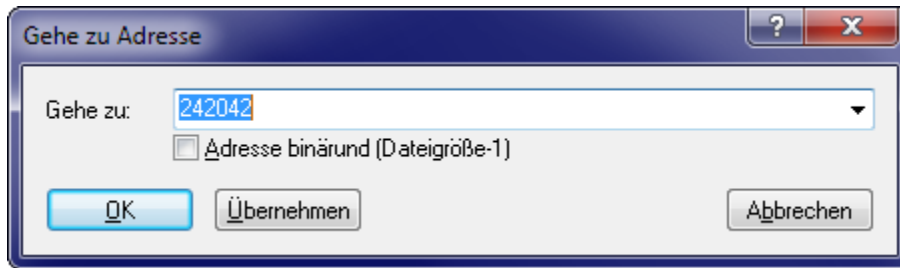 Gehe zu Adresse
Gehe zu: 242042
Adresse binärund (Dateigröße-1)
OK Übernehmen Abbrechen